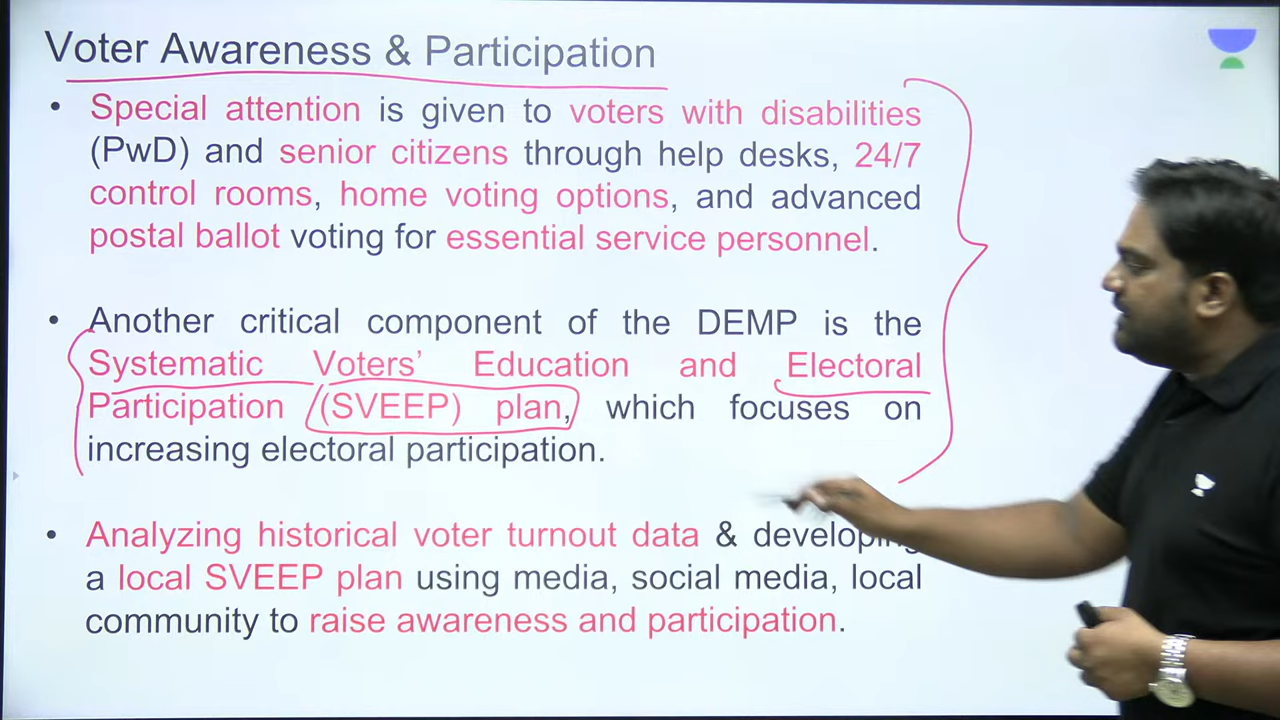 Voter Awareness & Participation
• Special attention is given to voters with disabilities
(PwD) and senior citizens through help desks, 24/7
control rooms, home voting options, and advanced
postal ballot voting for essential service personnel.
• Another critical component of the DEMP is the
Systematic Voters’ Education and Electoral
Participation (SVEEP) plan, which focuses on
increasing electoral participation.
• Analyzing historical voter turnout data & developing
a local SVEEP plan using media, social media, local
community to raise awareness and participation.